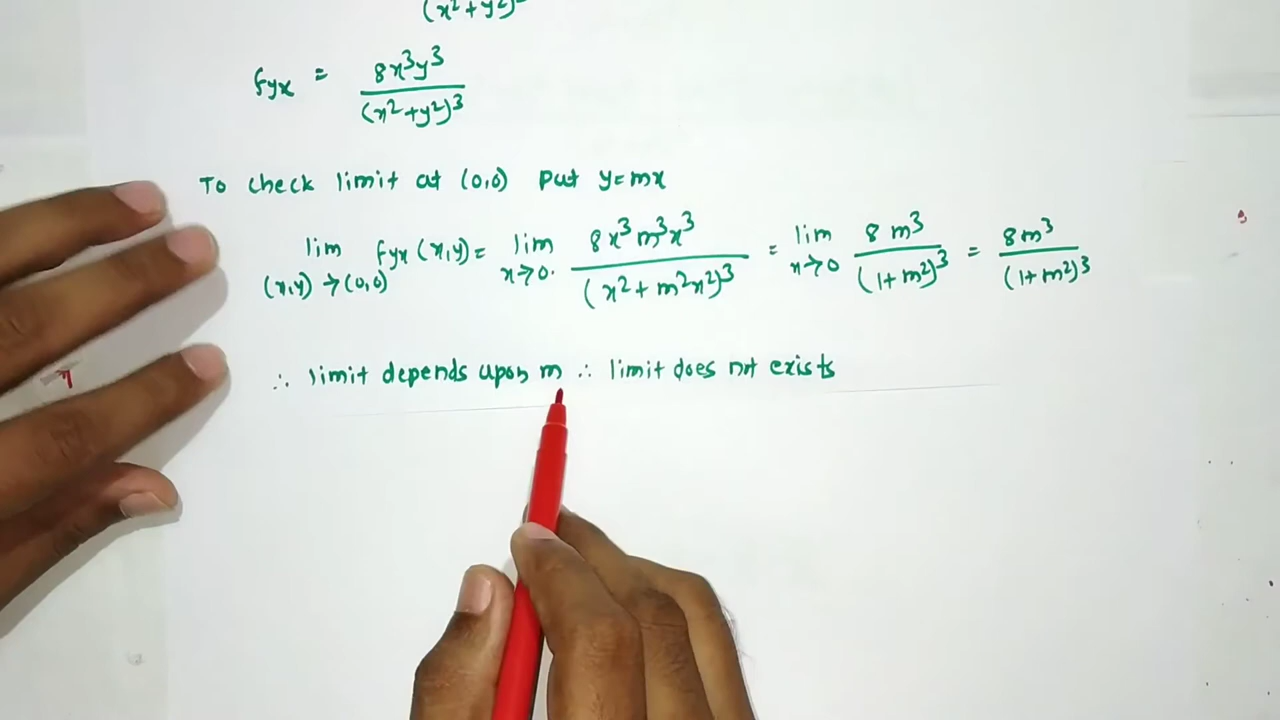 (x²+y²)
fyx = 8x³y³ / (x²+y²)³
To check limit at (0,0) put y=mx
lim (x,y)→(0,0) fyx (x,y) = lim x→0. 8x³m³x³ / (x²+m²x²)³ = lim x→0 8m³ / (1+m²)³ = 8m³ / (1+m²)³
∴ limit depends upon m ∴ limit does not exists